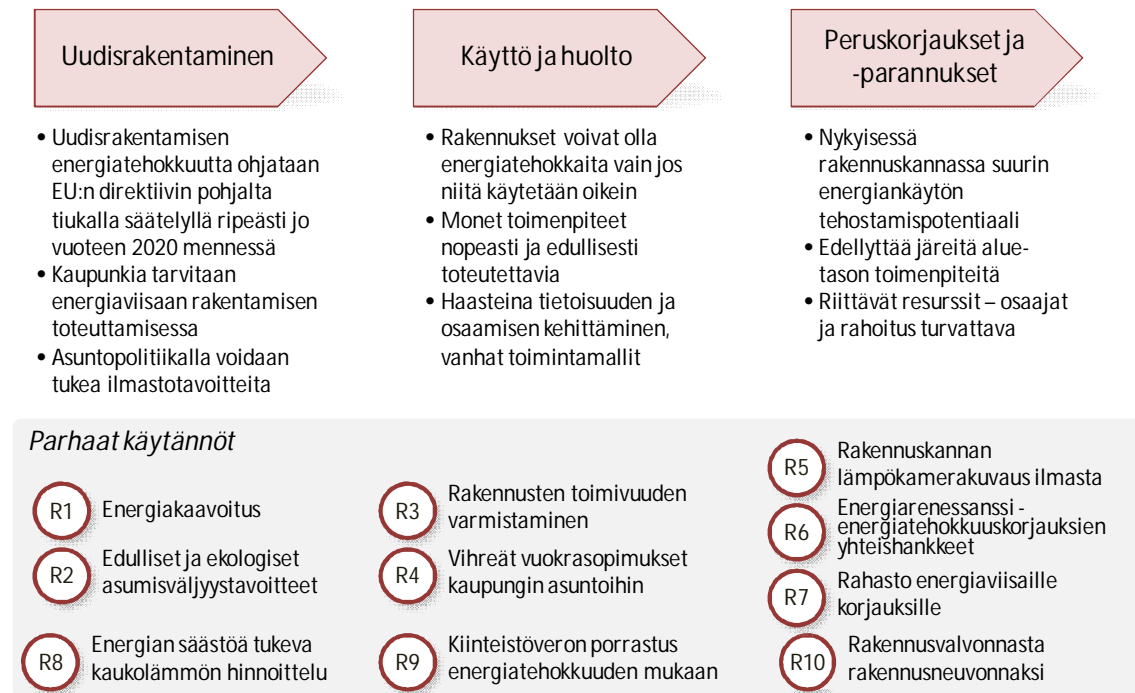 Uudisrakentaminen
• Uudisrakentamisen
energiatehokkuutta ohjataan
EU:n direktiivin pohjalta
tiukalla säätelyllä ripeästi jo
vuoteen 2020 mennessä
• Kaupunkia tarvitaan
energiaviisaan rakentamisen
toteuttamisessa
• Asuntopolitiikalla voidaan
tukea ilmastotavoitteita
Käyttö ja huolto
• Rakennukset voivat olla
energiatehokkaita vain jos
niitä käytetään oikein
• Monet toimenpiteet
nopeasti ja edullisesti
toteutettavia
• Haasteina tietoisuuden ja
osaamisen kehittäminen,
vanhat toimintamallit
Peruskorjaukset ja
-parannukset
• Nykyisessä
rakennuskannassa suurin
energiankäytön
tehostamispotentiaali
• Edellyttää järeitä alue-
tason toimenpiteitä
• Riittävät resurssit – osaajat
ja rahoitus turvattava
Parhaat käytännöt
R1 Energiakaavoitus
R2 Edulliset ja ekologiset
asumisväljyystavoitteet
R8 Energian säästöä tukeva
kaukolämmön hinnoittelu
R3 Rakennusten toimivuuden
varmistaminen
R4 Vihreät vuokrasopimukset
kaupungin asuntoihin
R9 Kiinteistöveron porrastus
energiatehokkuuden mukaan
R5 Rakennuskannan
lämpökamerakuvaus ilmasta
R6 Energiarenessanssi -
energiatehokkuuskorjauksien
yhteishankkeet
R7 Rahasto energiaviisaille
korjauksille
R10 Rakennusvalvonnasta
rakennusneuvonnaksi